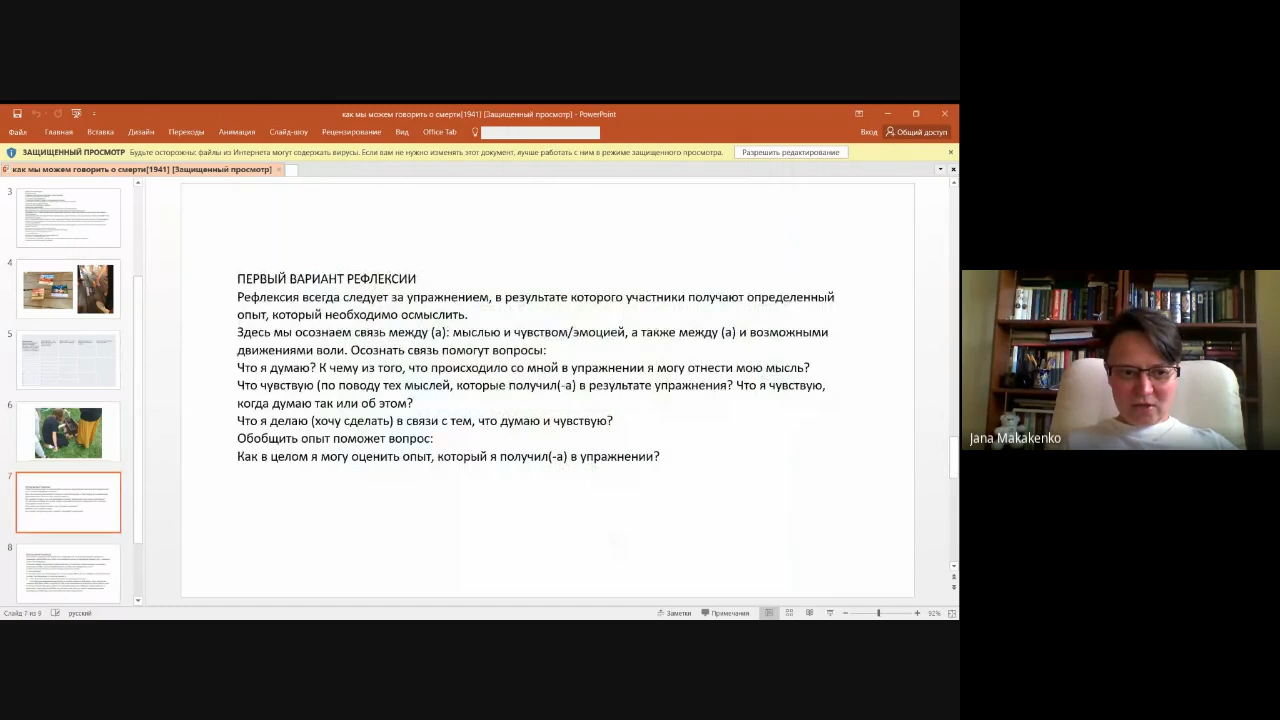 как мы можем говорить о смерти[1941] [Защищенный просмотр] - PowerPoint
Файл Главная Вставка Дизайн Переходы Анимация Слайд-шоу Рецензирование Вид Office Tab Вход Общий доступ
ЗАЩИЩЕННЫЙ ПРОСМОТР Будьте осторожны: файлы из Интернета могут содержать вирусы. Если вам не нужно изменять этот документ, лучше работать с ним в режиме защищенного просмотра. Разрешить редактирование
как мы можем говорить о смерти[1941] [Защищенный просмотр]
3
4
5
6
7
8
ПЕРВЫЙ ВАРИАНТ РЕФЛЕКСИИ
Рефлексия всегда следует за упражнением, в результате которого участники получают определенный
опыт, который необходимо осмыслить.
Здесь мы осознаем связь между (а): мыслью и чувством/эмоцией, а также между (а) и возможными
движениями воли. Осознать связь помогут вопросы:
Что я думаю? К чему из того, что происходило со мной в упражнении я могу отнести мою мысль?
Что чувствую (по поводу тех мыслей, которые получил(-а) в результате упражнения? Что я чувствую,
когда думаю так или об этом?
Что я делаю (хочу сделать) в связи с тем, что думаю и чувствую?
Обобщить опыт поможет вопрос:
Как в целом я могу оценить опыт, который я получил(-а) в упражнении?
Jana Makakenko
Слайд 7 из 9 русский Заметки Примечания 92%